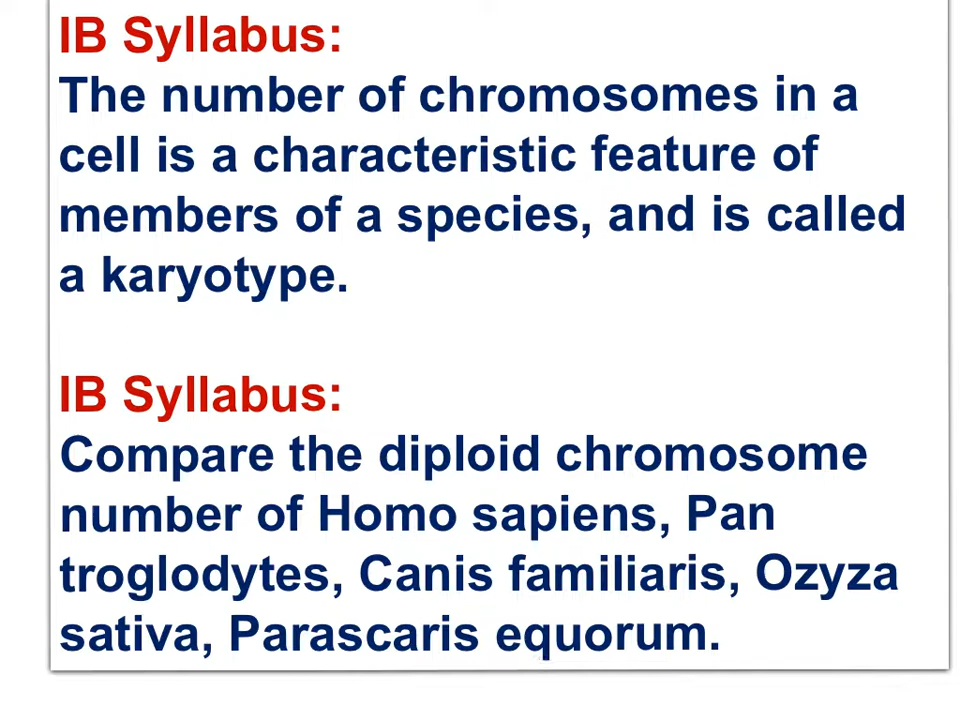 IB Syllabus:
The number of chromosomes in a
cell is a characteristic feature of
members of a species, and is called
a karyotype.
IB Syllabus:
Compare the diploid chromosome
number of Homo sapiens, Pan
troglodytes, Canis familiaris, Ozyza
sativa, Parascaris equorum.